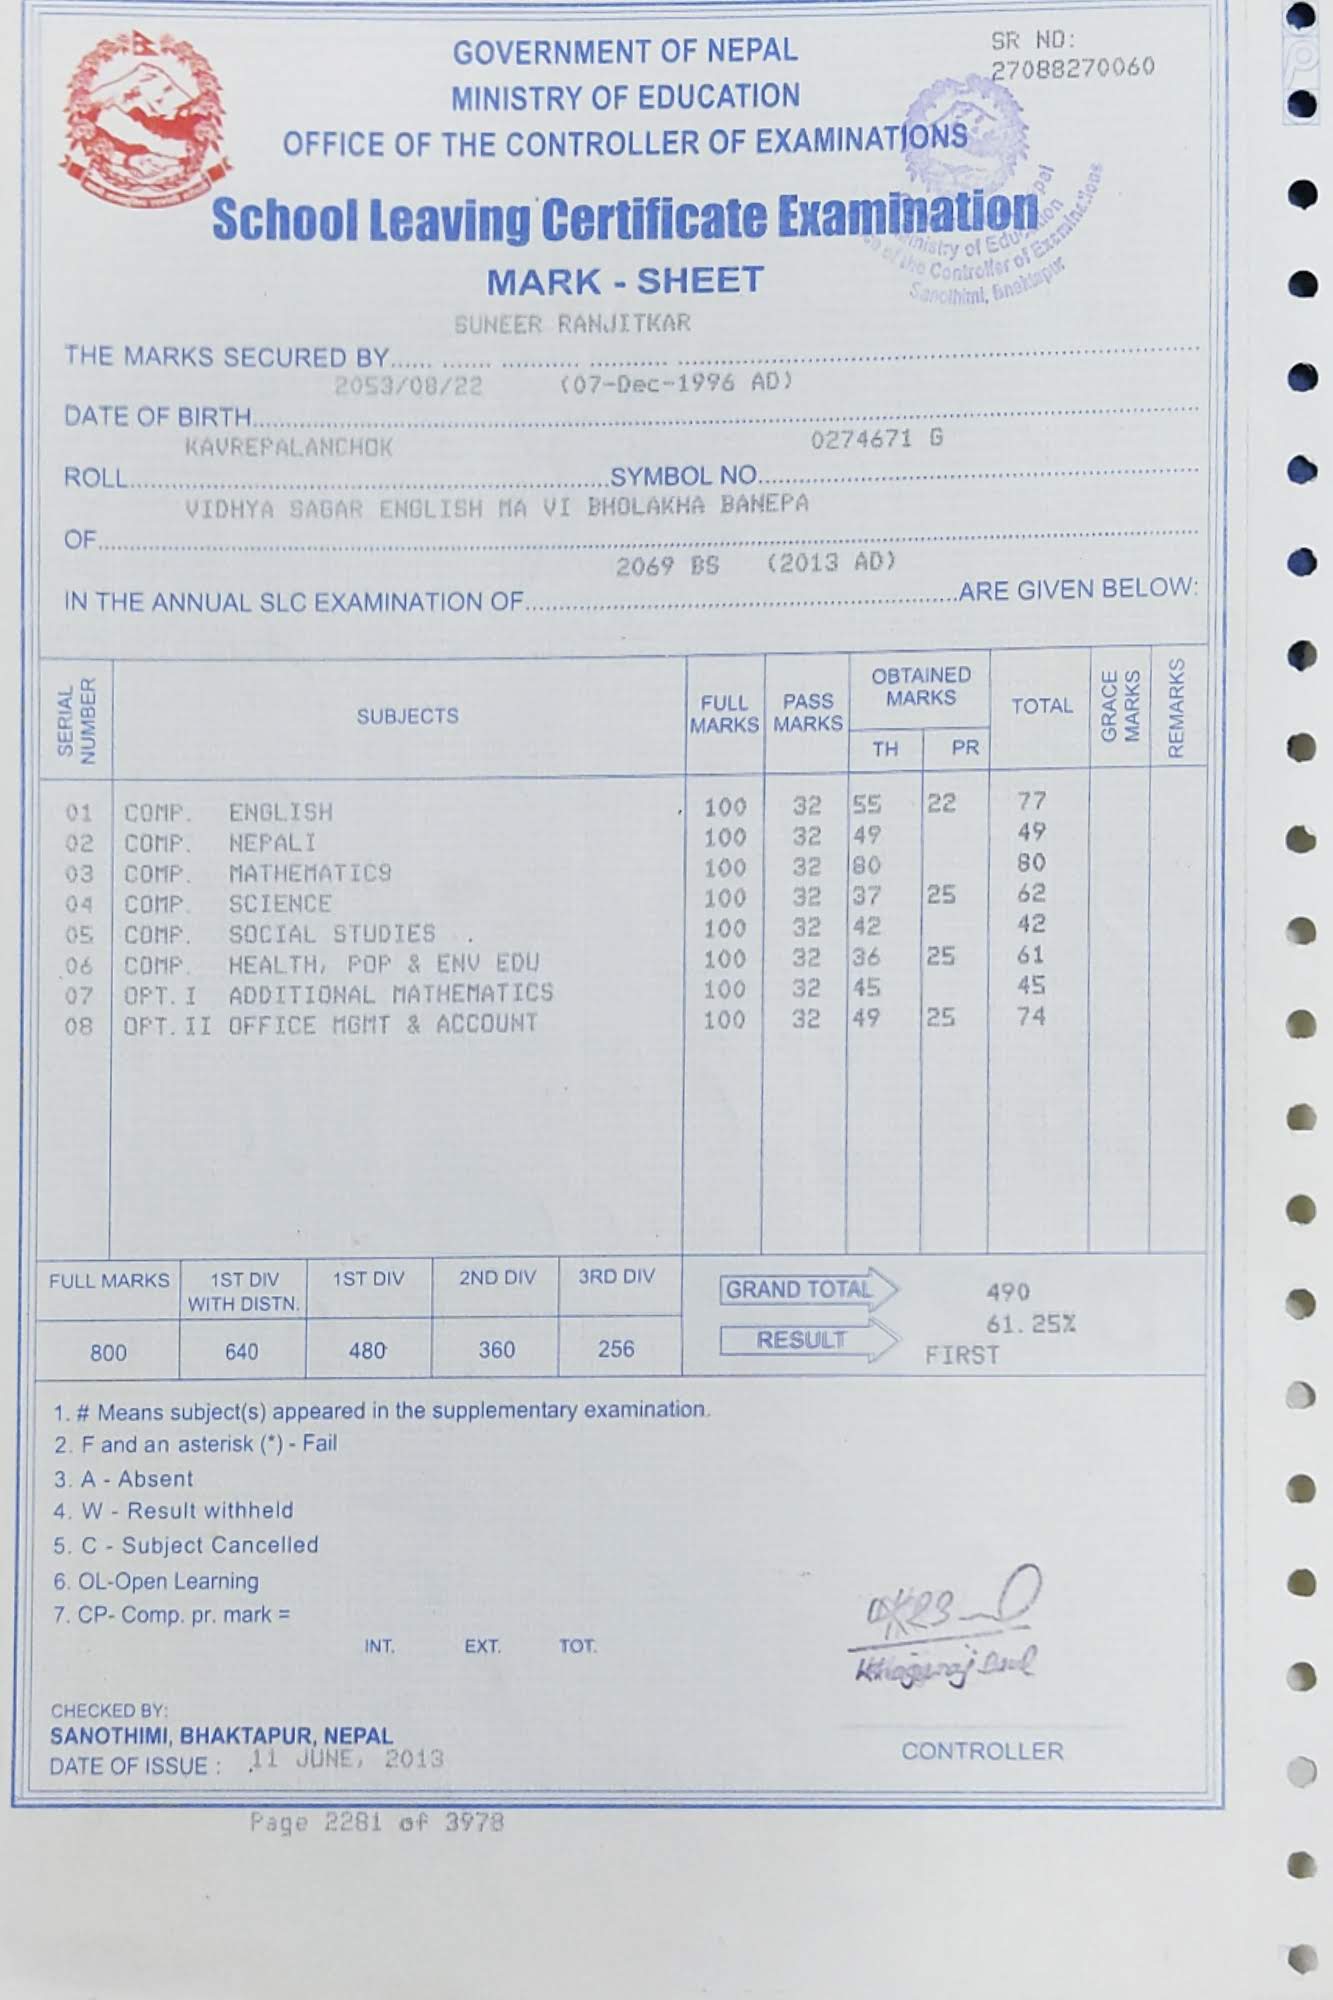 GOVERNMENT OF NEPAL
MINISTRY OF EDUCATION
OFFICE OF THE CONTROLLER OF EXAMINATIONS
SR NO:
27088270060
School Leaving Certificate Examination
MARK - SHEET
Ministry of Education
of the Controller of Examinations
Sanothimi, Bhaktapur
SUNEER RANJITKAR
THE MARKS SECURED BY
2053/08/22 (07-Dec-1996 AD)
DATE OF BIRTH
KAVREPALANCHOK 0274671 G
ROLL SYMBOL NO.
VIDHYA SAGAR ENGLISH MA VI BHOLAKHA BANEPA
OF
2069 BS (2013 AD)
IN THE ANNUAL SLC EXAMINATION OF ARE GIVEN BELOW:
SERIAL NUMBER SUBJECTS FULL MARKS PASS MARKS OBTAINED MARKS TH PR TOTAL GRACE MARKS REMARKS
01 COMP. ENGLISH 100 32 55 22 77
02 COMP. NEPALI 100 32 49 49
03 COMP. MATHEMATICS 100 32 80 80
04 COMP. SCIENCE 100 32 37 25 62
05 COMP. SOCIAL STUDIES 100 32 42 42
06 COMP. HEALTH, POP & ENV EDU 100 32 36 25 61
07 OPT.I ADDITIONAL MATHEMATICS 100 32 45 45
08 OPT.II OFFICE MGMT & ACCOUNT 100 32 49 25 74
FULL MARKS 1ST DIV WITH DISTN. 1ST DIV 2ND DIV 3RD DIV
800 640 480 360 256
GRAND TOTAL 490
61.25%
RESULT FIRST
1. # Means subject(s) appeared in the supplementary examination.
2. F and an asterisk (*) - Fail
3. A - Absent
4. W - Result withheld
5. C - Subject Cancelled
6. OL-Open Learning
7. CP- Comp. pr. mark =
INT. EXT. TOT.
CHECKED BY:
SANOTHIMI, BHAKTAPUR, NEPAL
DATE OF ISSUE : 11 JUNE, 2013
CONTROLLER
Page 2281 of 3978